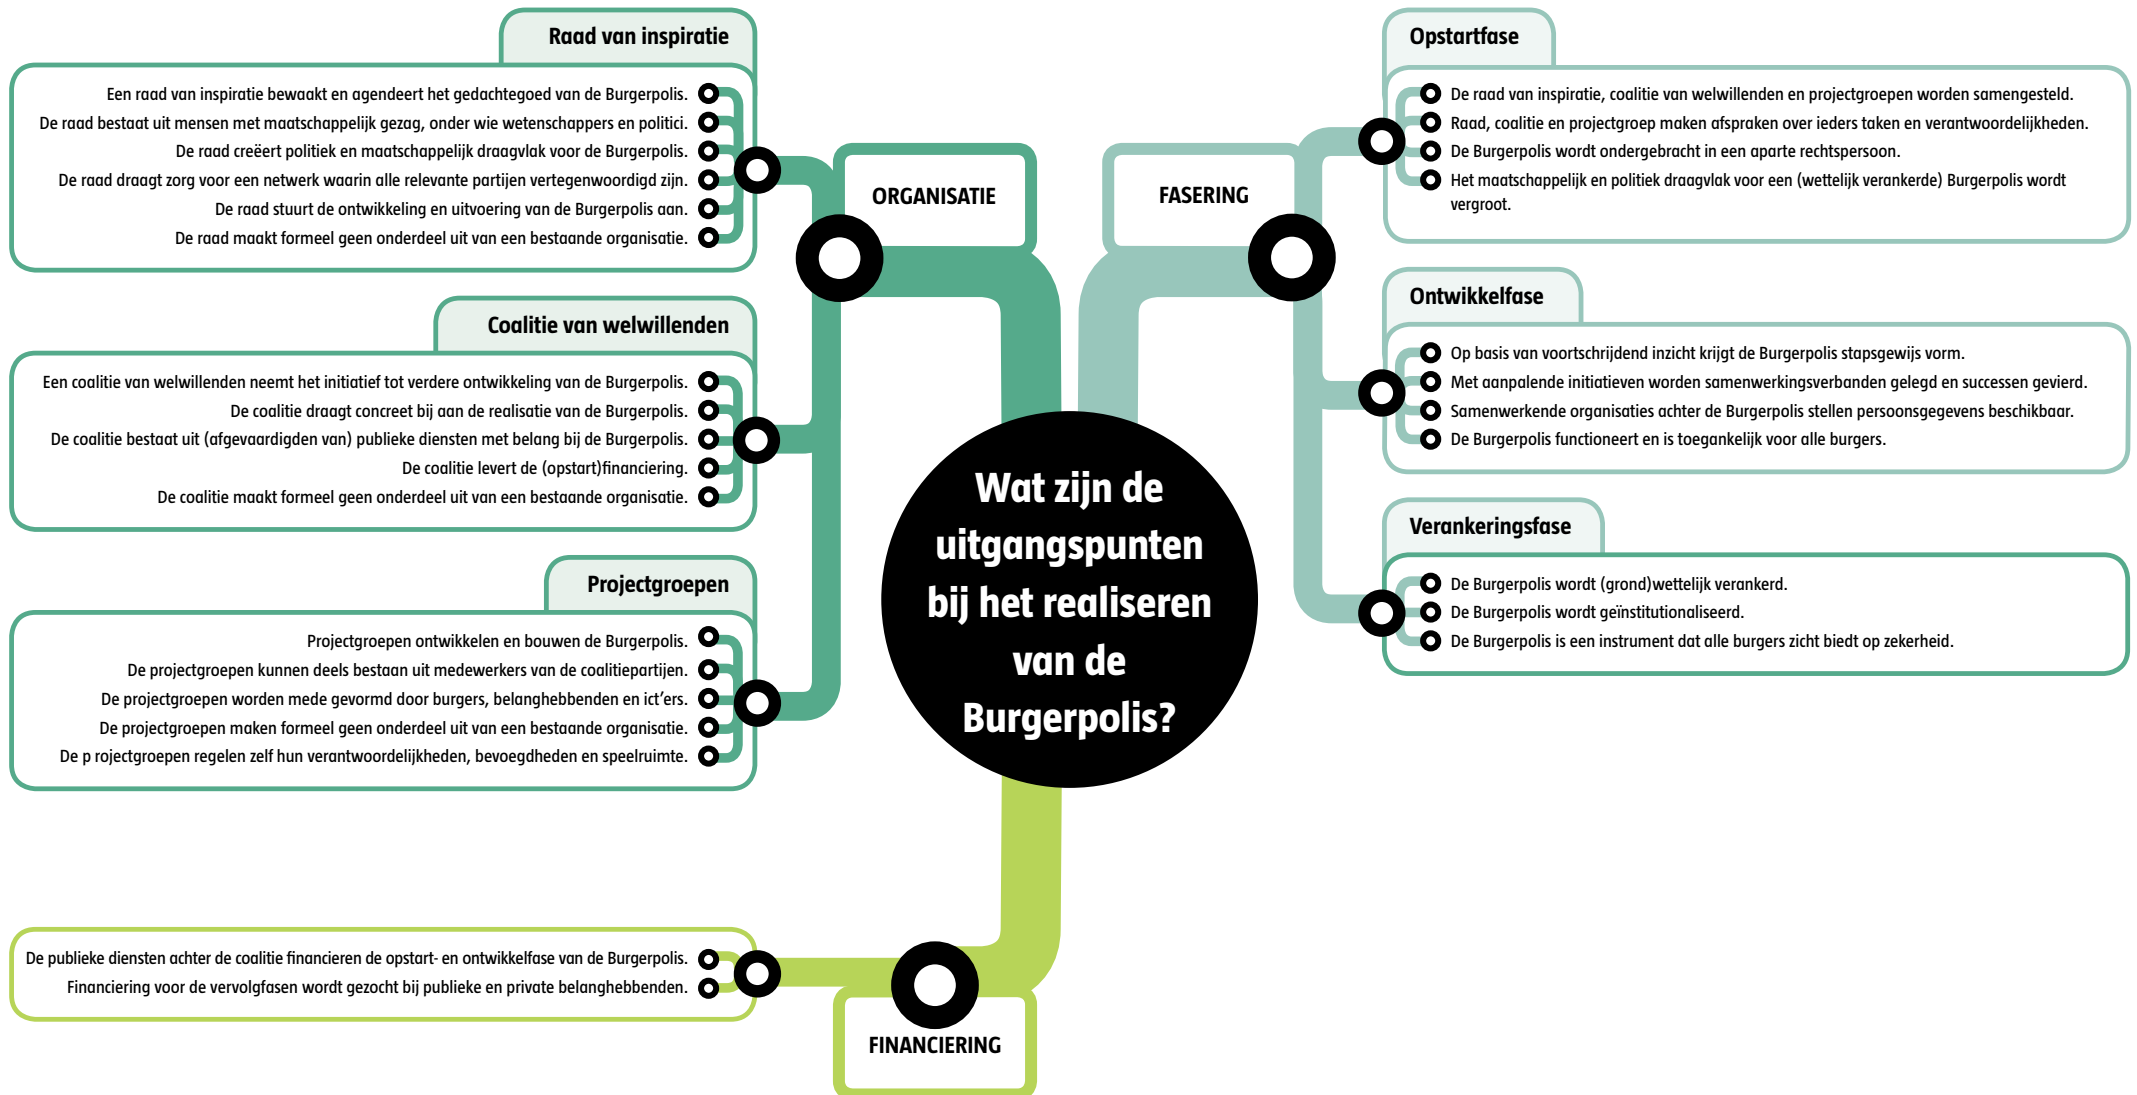 Raad van inspiratie
Een raad van inspiratie bewaakt en agendeert het gedachtegoed van de Burgerpolis.
De raad bestaat uit mensen met maatschappelijk gezag, onder wie wetenschappers en politici.
De raad creëert politiek en maatschappelijk draagvlak voor de Burgerpolis.
De raad draagt zorg voor een netwerk waarin alle relevante partijen vertegenwoordigd zijn.
De raad stuurt de ontwikkeling en uitvoering van de Burgerpolis aan.
De raad maakt formeel geen onderdeel uit van een bestaande organisatie.
Coalitie van welwillenden
Een coalitie van welwillenden neemt het initiatief tot verdere ontwikkeling van de Burgerpolis.
De coalitie draagt concreet bij aan de realisatie van de Burgerpolis.
De coalitie bestaat uit (afgevaardigden van) publieke diensten met belang bij de Burgerpolis.
De coalitie levert de (opstart)financiering.
De coalitie maakt formeel geen onderdeel uit van een bestaande organisatie.
Projectgroepen
Projectgroepen ontwikkelen en bouwen de Burgerpolis.
De projectgroepen kunnen deels bestaan uit medewerkers van de coalitiepartijen.
De projectgroepen worden mede gevormd door burgers, belanghebbenden en ict'ers.
De projectgroepen maken formeel geen onderdeel uit van een bestaande organisatie.
De p rojectgroepen regelen zelf hun verantwoordelijkheden, bevoegdheden en speelruimte.
De publieke diensten achter de coalitie financieren de opstart- en ontwikkelfase van de Burgerpolis.
Financiering voor de vervolgfasen wordt gezocht bij publieke en private belanghebbenden.
ORGANISATIE
FASERING
Wat zijn de
uitgangspunten
bij het realiseren
van de
Burgerpolis?
FINANCIERING
Opstartfase
De raad van inspiratie, coalitie van welwillenden en projectgroepen worden samengesteld.
Raad, coalitie en projectgroep maken afspraken over ieders taken en verantwoordelijkheden.
De Burgerpolis wordt ondergebracht in een aparte rechtspersoon.
Het maatschappelijk en politiek draagvlak voor een (wettelijk verankerde) Burgerpolis wordt
vergroot.
Ontwikkelfase
Op basis van voortschrijdend inzicht krijgt de Burgerpolis stapsgewijs vorm.
Met aanpalende initiatieven worden samenwerkingsverbanden gelegd en successen gevierd.
Samenwerkende organisaties achter de Burgerpolis stellen persoonsgegevens beschikbaar.
De Burgerpolis functioneert en is toegankelijk voor alle burgers.
Verankeringsfase
De Burgerpolis wordt (grond)wettelijk verankerd.
De Burgerpolis wordt geïnstitutionaliseerd.
De Burgerpolis is een instrument dat alle burgers zicht biedt op zekerheid.